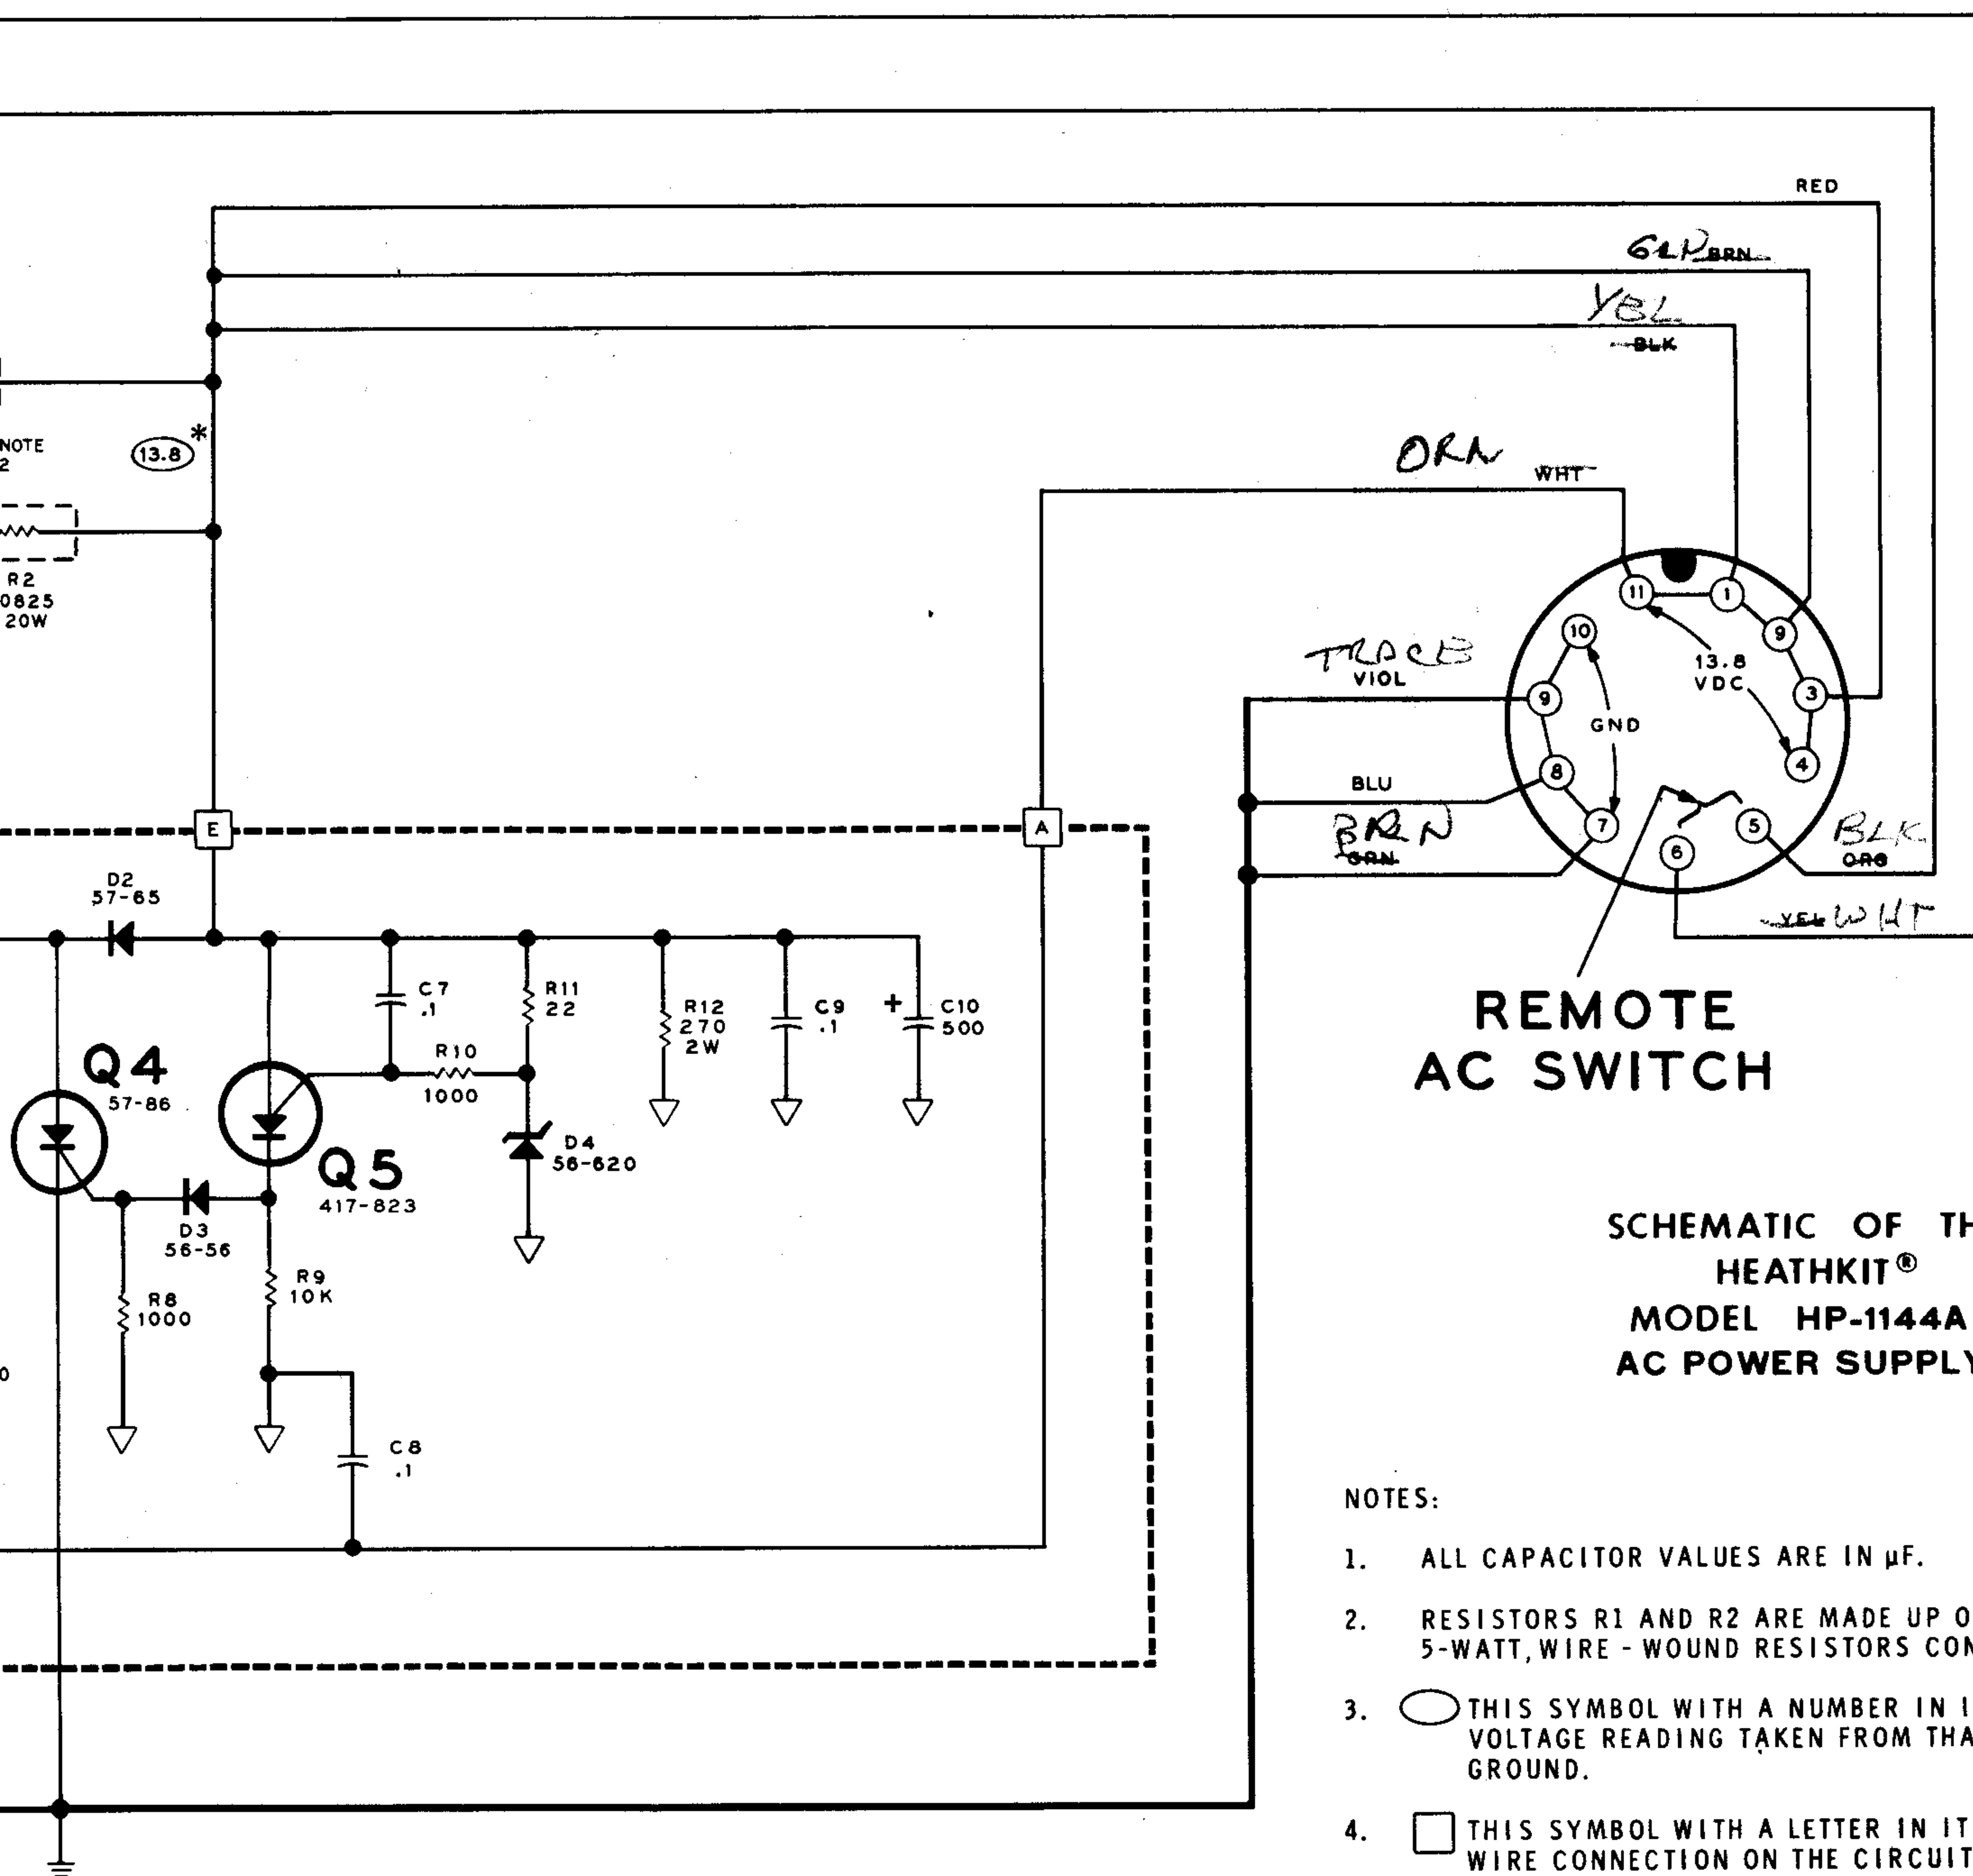 RED
GRN BRN
YEL
BLK
ORN WHT
NOTE
2
13.8 *
R2
0825
20W
11
1
9
3
4
5
6
7
8
9
10
13.8
VDC
GND
TRACE
VIOL
BLU
BRN
GRN
BLK
ORG
YEL WHT
REMOTE
AC SWITCH
E
A
D2
57-65
C7
.1
R11
22
R10
1000
R12
270
2W
C9
.1
+ C10
500
Q4
57-86
Q5
417-823
D4
56-620
D3
56-56
R8
1000
R9
10K
C8
.1
0
SCHEMATIC OF TH
HEATHKIT®
MODEL HP-1144A
AC POWER SUPPLY
NOTES:
1. ALL CAPACITOR VALUES ARE IN µF.
2. RESISTORS R1 AND R2 ARE MADE UP O
5-WATT, WIRE-WOUND RESISTORS CON
3. THIS SYMBOL WITH A NUMBER IN I
VOLTAGE READING TAKEN FROM THA
GROUND.
4. THIS SYMBOL WITH A LETTER IN IT
WIRE CONNECTION ON THE CIRCUIT